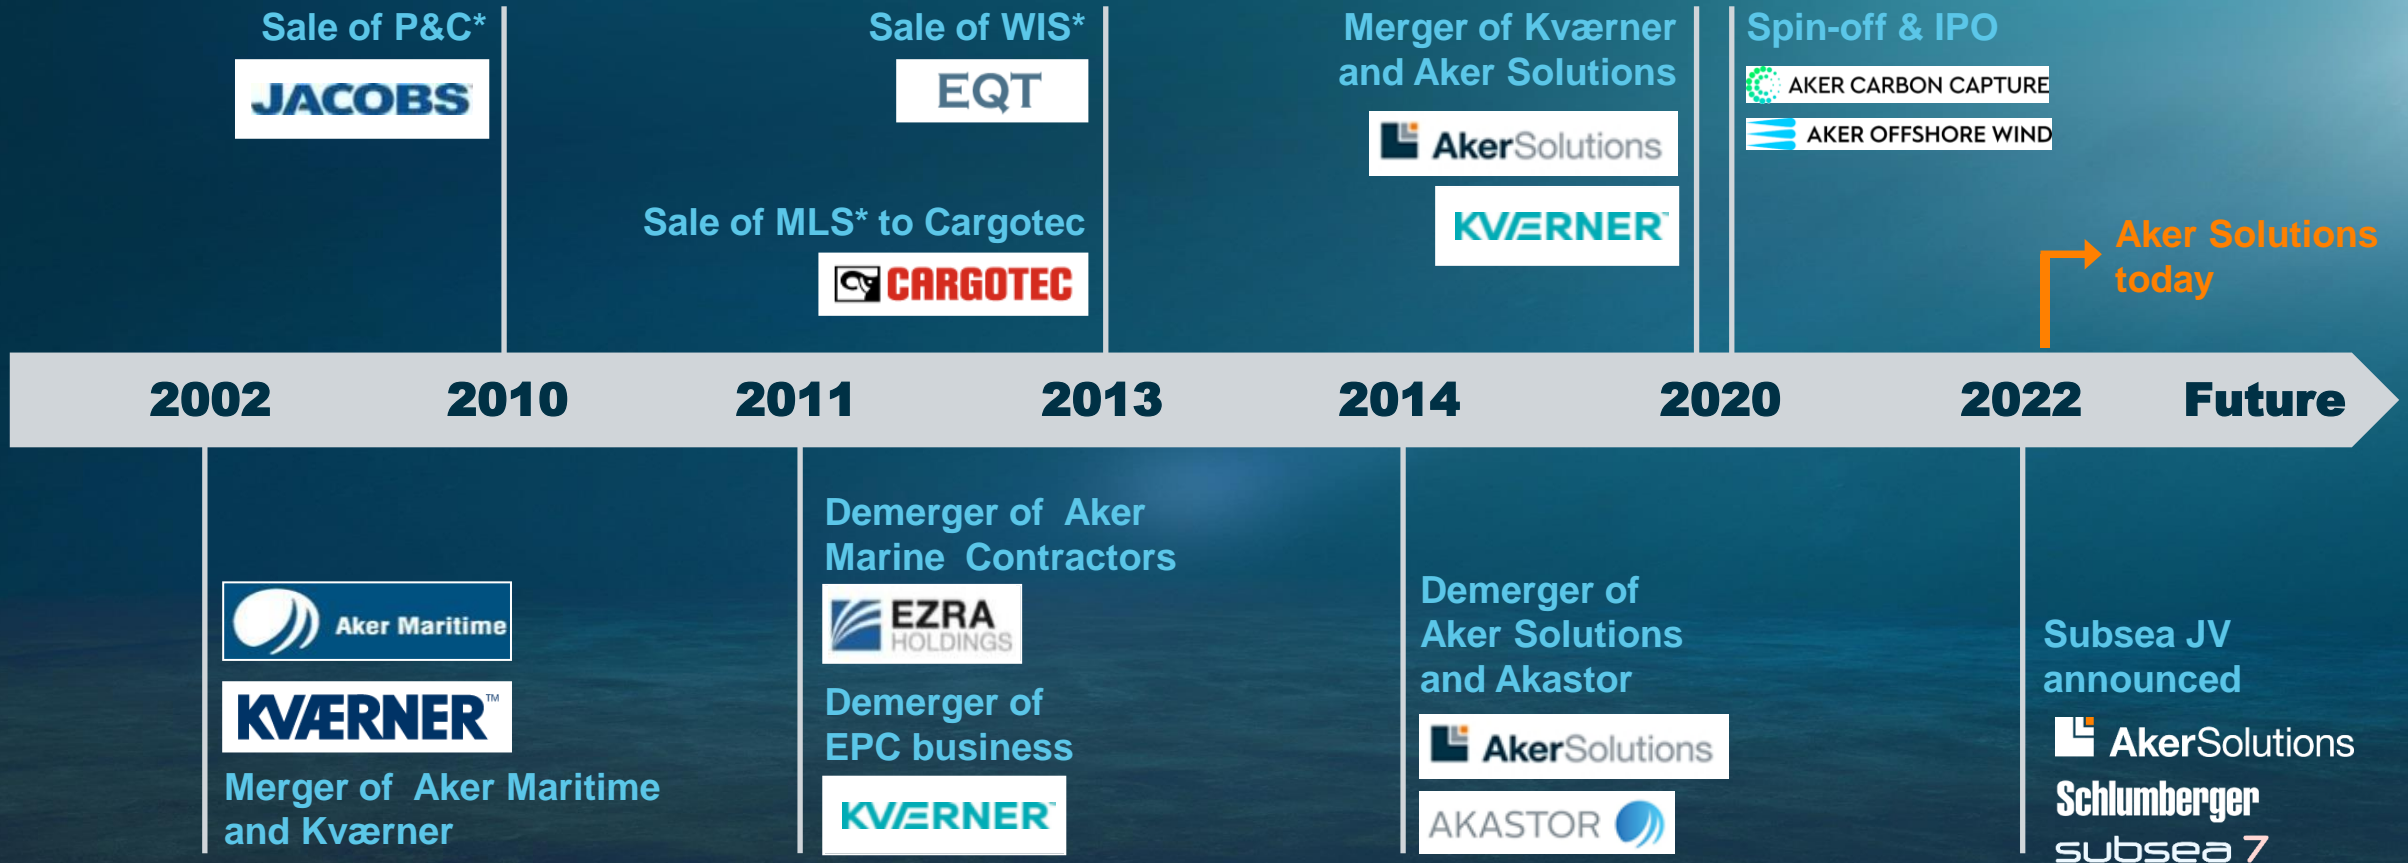 Sale of P&C*
JACOBS
Sale of WIS*
EQT
Sale of MLS* to Cargotec
CARGOTEC
Merger of Kværner
and Aker Solutions
AkerSolutions
KVÆRNER™
Spin-off & IPO
AKER CARBON CAPTURE
AKER OFFSHORE WIND
Aker Solutions
today
2002 2010 2011 2013 2014 2020 2022 Future
Aker Maritime
KVÆRNER™
Merger of Aker Maritime
and Kværner
Demerger of Aker
Marine Contractors
EZRA
HOLDINGS
Demerger of
EPC business
KVÆRNER™
Demerger of
Aker Solutions
and Akastor
AkerSolutions
AKASTOR
Subsea JV
announced
AkerSolutions
Schlumberger
subsea 7